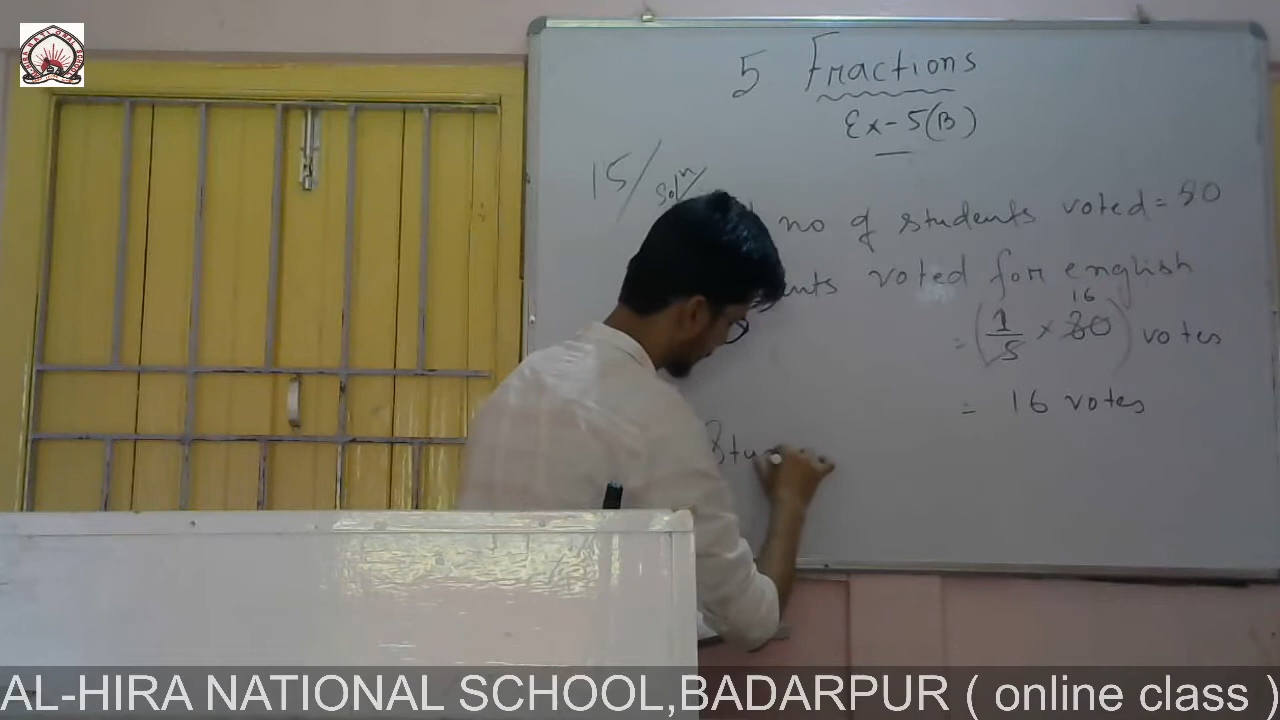 5 Fractions
Ex-5(B)
15/ solⁿ/
no of students voted = 80
voted for english
16
= (1/5 × 80) votes
= 16 votes
Stu
AL-HIRA NATIONAL SCHOOL,BADARPUR ( online class )